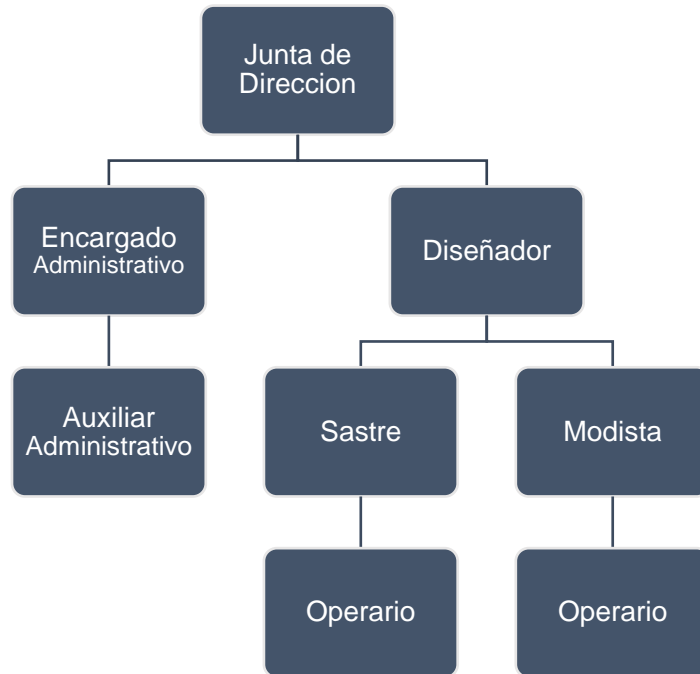 Junta de
Direccion
Encargado
Administrativo
Diseñador
Auxiliar
Administrativo
Sastre
Modista
Operario
Operario